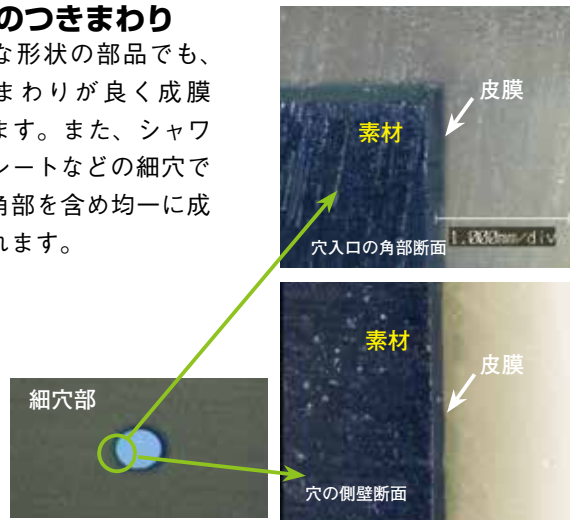 のつきまわり
な形状の部品でも、
まわりが良く成膜
ます。また、シャワ
レートなどの細穴で
角部を含め均一に成
れます。
皮膜
素材
1.000mm/div
穴入口の角部断面
素材
皮膜
細穴部
穴の側壁断面